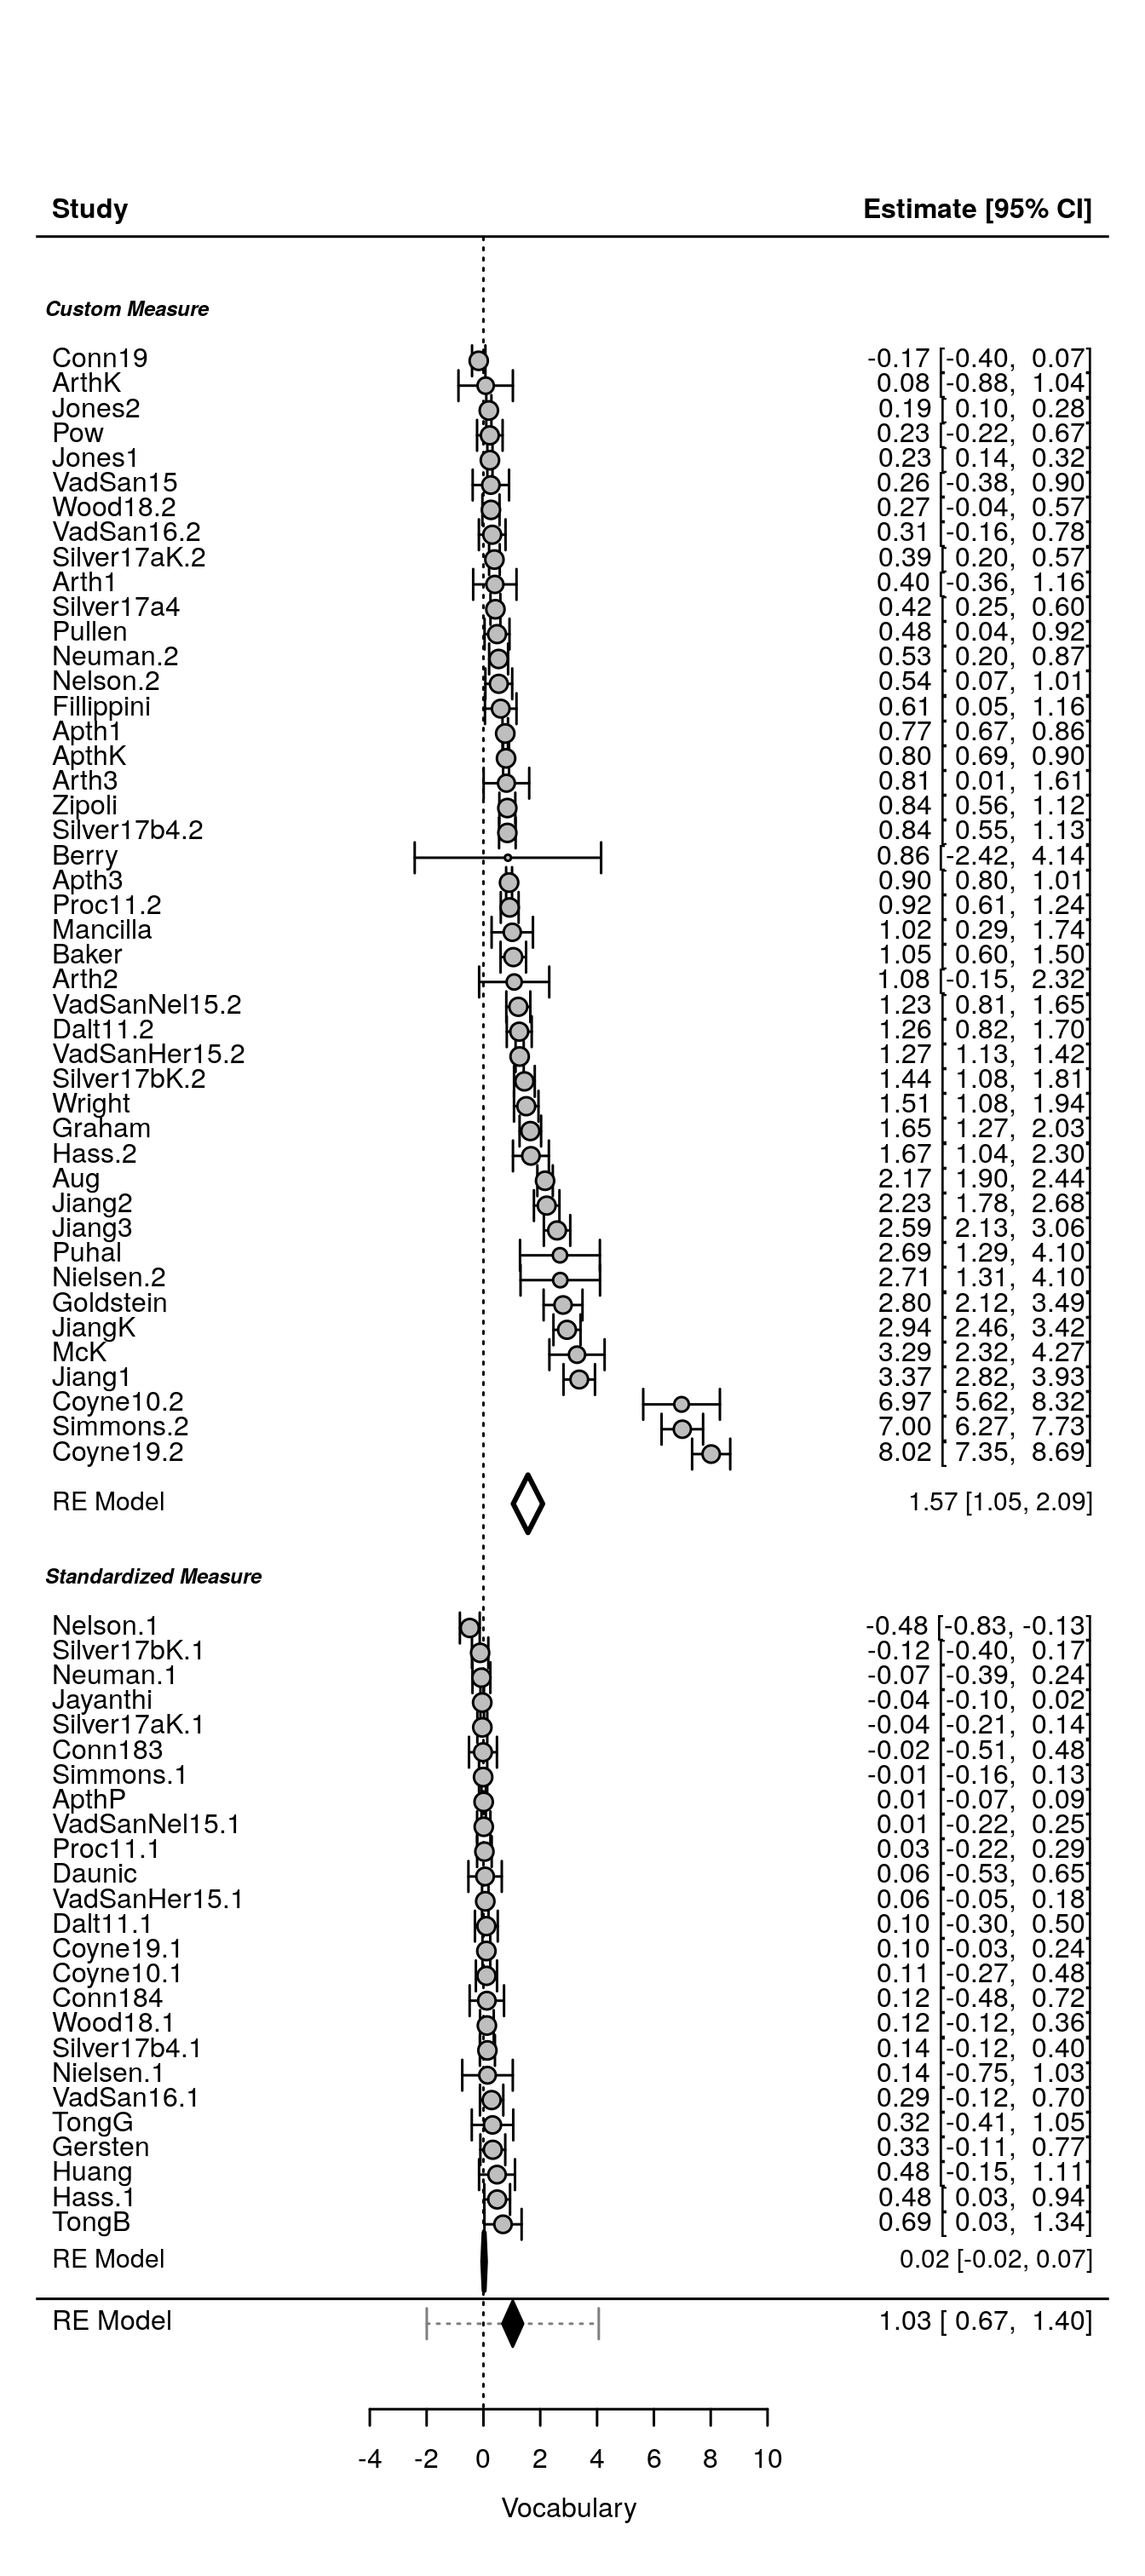 Study Estimate [95% CI]
Custom Measure
Conn19 -0.17 [-0.40, 0.07]
ArthK 0.08 [-0.88, 1.04]
Jones2 0.19 [ 0.10, 0.28]
Pow 0.23 [-0.22, 0.67]
Jones1 0.23 [ 0.14, 0.32]
VadSan15 0.26 [-0.38, 0.90]
Wood18.2 0.27 [-0.04, 0.57]
VadSan16.2 0.31 [-0.16, 0.78]
Silver17aK.2 0.39 [ 0.20, 0.57]
Arth1 0.40 [-0.36, 1.16]
Silver17a4 0.42 [ 0.25, 0.60]
Pullen 0.48 [ 0.04, 0.92]
Neuman.2 0.53 [ 0.20, 0.87]
Nelson.2 0.54 [ 0.07, 1.01]
Fillippini 0.61 [ 0.05, 1.16]
Apth1 0.77 [ 0.67, 0.86]
ApthK 0.80 [ 0.69, 0.90]
Arth3 0.81 [ 0.01, 1.61]
Zipoli 0.84 [ 0.56, 1.12]
Silver17b4.2 0.84 [ 0.55, 1.13]
Berry 0.86 [-2.42, 4.14]
Apth3 0.90 [ 0.80, 1.01]
Proc11.2 0.92 [ 0.61, 1.24]
Mancilla 1.02 [ 0.29, 1.74]
Baker 1.05 [ 0.60, 1.50]
Arth2 1.08 [-0.15, 2.32]
VadSanNel15.2 1.23 [ 0.81, 1.65]
Dalt11.2 1.26 [ 0.82, 1.70]
VadSanHer15.2 1.27 [ 1.13, 1.42]
Silver17bK.2 1.44 [ 1.08, 1.81]
Wright 1.51 [ 1.08, 1.94]
Graham 1.65 [ 1.27, 2.03]
Hass.2 1.67 [ 1.04, 2.30]
Aug 2.17 [ 1.90, 2.44]
Jiang2 2.23 [ 1.78, 2.68]
Jiang3 2.59 [ 2.13, 3.06]
Puhal 2.69 [ 1.29, 4.10]
Nielsen.2 2.71 [ 1.31, 4.10]
Goldstein 2.80 [ 2.12, 3.49]
JiangK 2.94 [ 2.46, 3.42]
McK 3.29 [ 2.32, 4.27]
Jiang1 3.37 [ 2.82, 3.93]
Coyne10.2 6.97 [ 5.62, 8.32]
Simmons.2 7.00 [ 6.27, 7.73]
Coyne19.2 8.02 [ 7.35, 8.69]
RE Model 1.57 [1.05, 2.09]
Standardized Measure
Nelson.1 -0.48 [-0.83, -0.13]
Silver17bK.1 -0.12 [-0.40, 0.17]
Neuman.1 -0.07 [-0.39, 0.24]
Jayanthi -0.04 [-0.10, 0.02]
Silver17aK.1 -0.04 [-0.21, 0.14]
Conn183 -0.02 [-0.51, 0.48]
Simmons.1 -0.01 [-0.16, 0.13]
ApthP 0.01 [-0.07, 0.09]
VadSanNel15.1 0.01 [-0.22, 0.25]
Proc11.1 0.03 [-0.22, 0.29]
Daunic 0.06 [-0.53, 0.65]
VadSanHer15.1 0.06 [-0.05, 0.18]
Dalt11.1 0.10 [-0.30, 0.50]
Coyne19.1 0.10 [-0.03, 0.24]
Coyne10.1 0.11 [-0.27, 0.48]
Conn184 0.12 [-0.48, 0.72]
Wood18.1 0.12 [-0.12, 0.36]
Silver17b4.1 0.14 [-0.12, 0.40]
Nielsen.1 0.14 [-0.75, 1.03]
VadSan16.1 0.29 [-0.12, 0.70]
TongG 0.32 [-0.41, 1.05]
Gersten 0.33 [-0.11, 0.77]
Huang 0.48 [-0.15, 1.11]
Hass.1 0.48 [ 0.03, 0.94]
TongB 0.69 [ 0.03, 1.34]
RE Model 0.02 [-0.02, 0.07]
RE Model 1.03 [ 0.67, 1.40]
-4 -2 0 2 4 6 8 10
Vocabulary